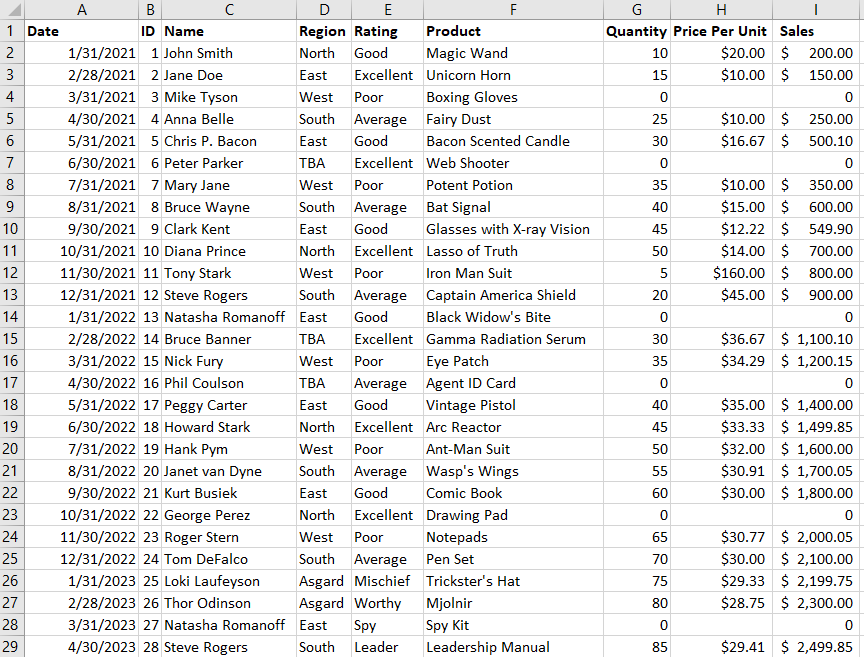 A B C D E F G H I
1 Date ID Name Region Rating Product Quantity Price Per Unit Sales
2 1/31/2021 1 John Smith North Good Magic Wand 10 $20.00 $ 200.00
3 2/28/2021 2 Jane Doe East Excellent Unicorn Horn 15 $10.00 $ 150.00
4 3/31/2021 3 Mike Tyson West Poor Boxing Gloves 0 0
5 4/30/2021 4 Anna Belle South Average Fairy Dust 25 $10.00 $ 250.00
6 5/31/2021 5 Chris P. Bacon East Good Bacon Scented Candle 30 $16.67 $ 500.10
7 6/30/2021 6 Peter Parker TBA Excellent Web Shooter 0 0
8 7/31/2021 7 Mary Jane West Poor Potent Potion 35 $10.00 $ 350.00
9 8/31/2021 8 Bruce Wayne South Average Bat Signal 40 $15.00 $ 600.00
10 9/30/2021 9 Clark Kent East Good Glasses with X-ray Vision 45 $12.22 $ 549.90
11 10/31/2021 10 Diana Prince North Excellent Lasso of Truth 50 $14.00 $ 700.00
12 11/30/2021 11 Tony Stark West Poor Iron Man Suit 5 $160.00 $ 800.00
13 12/31/2021 12 Steve Rogers South Average Captain America Shield 20 $45.00 $ 900.00
14 1/31/2022 13 Natasha Romanoff East Good Black Widow's Bite 0 0
15 2/28/2022 14 Bruce Banner TBA Excellent Gamma Radiation Serum 30 $36.67 $ 1,100.10
16 3/31/2022 15 Nick Fury West Poor Eye Patch 35 $34.29 $ 1,200.15
17 4/30/2022 16 Phil Coulson TBA Average Agent ID Card 0 0
18 5/31/2022 17 Peggy Carter East Good Vintage Pistol 40 $35.00 $ 1,400.00
19 6/30/2022 18 Howard Stark North Excellent Arc Reactor 45 $33.33 $ 1,499.85
20 7/31/2022 19 Hank Pym West Poor Ant-Man Suit 50 $32.00 $ 1,600.00
21 8/31/2022 20 Janet van Dyne South Average Wasp's Wings 55 $30.91 $ 1,700.05
22 9/30/2022 21 Kurt Busiek East Good Comic Book 60 $30.00 $ 1,800.00
23 10/31/2022 22 George Perez North Excellent Drawing Pad 0 0
24 11/30/2022 23 Roger Stern West Poor Notepads 65 $30.77 $ 2,000.05
25 12/31/2022 24 Tom DeFalco South Average Pen Set 70 $30.00 $ 2,100.00
26 1/31/2023 25 Loki Laufeyson Asgard Mischief Trickster's Hat 75 $29.33 $ 2,199.75
27 2/28/2023 26 Thor Odinson Asgard Worthy Mjolnir 80 $28.75 $ 2,300.00
28 3/31/2023 27 Natasha Romanoff East Spy Spy Kit 0 0
29 4/30/2023 28 Steve Rogers South Leader Leadership Manual 85 $29.41 $ 2,499.85